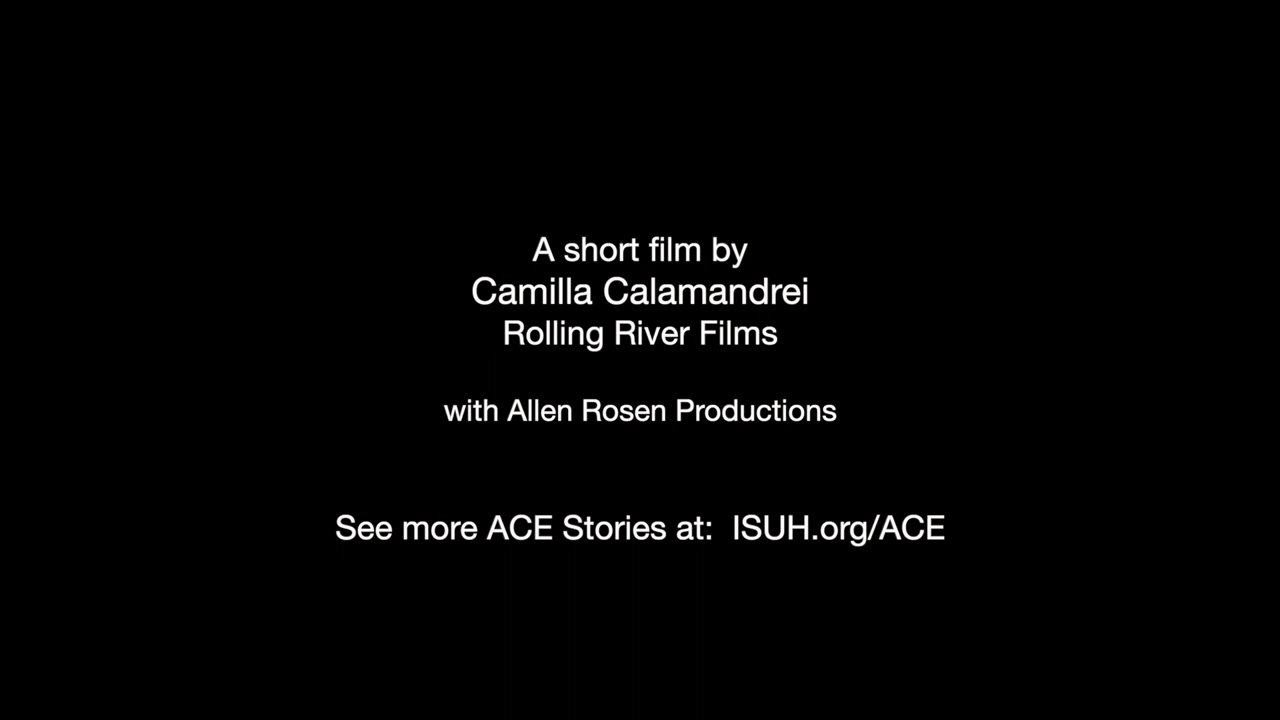 A short film by
Camilla Calamandrei
Rolling River Films
with Allen Rosen Productions
See more ACE Stories at:  ISUH.org/ACE